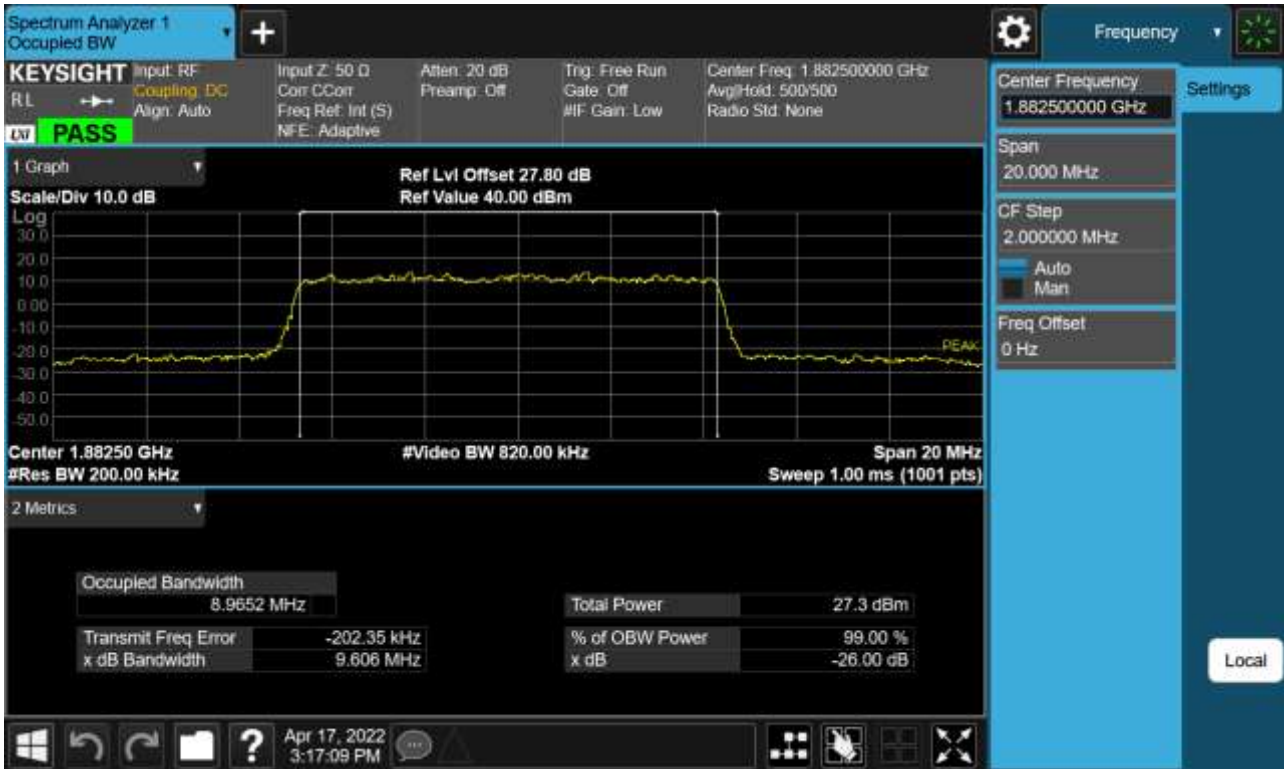 Spectrum Analyzer 1
Occupied BW
Frequency
KEYSIGHT
RL
LXI PASS
Input: RF
Coupling: DC
Align: Auto
Input Z: 50 Ω
Corr CCorr
Freq Ref: Int (S)
NFE: Adaptive
Atten: 20 dB
Preamp: Off
Trig: Free Run
Gate: Off
#IF Gain: Low
Center Freq: 1.882500000 GHz
Avg|Hold: 500/500
Radio Std: None
1 Graph
Scale/Div 10.0 dB
Ref Lvl Offset 27.80 dB
Ref Value 40.00 dBm
Log
30.0
20.0
10.0
0.00
-10.0
-20.0
-30.0
-40.0
-50.0
PEAK
Center 1.88250 GHz
#Video BW 820.00 kHz
Span 20 MHz
#Res BW 200.00 kHz
Sweep 1.00 ms (1001 pts)
2 Metrics
Occupied Bandwidth
8.9652 MHz
Total Power 27.3 dBm
Transmit Freq Error -202.35 kHz
% of OBW Power 99.00 %
x dB Bandwidth 9.606 MHz
x dB -26.00 dB
Apr 17, 2022
3:17:09 PM
Center Frequency
1.882500000 GHz
Settings
Span
20.000 MHz
CF Step
2.000000 MHz
Auto
Man
Freq Offset
0 Hz
Local